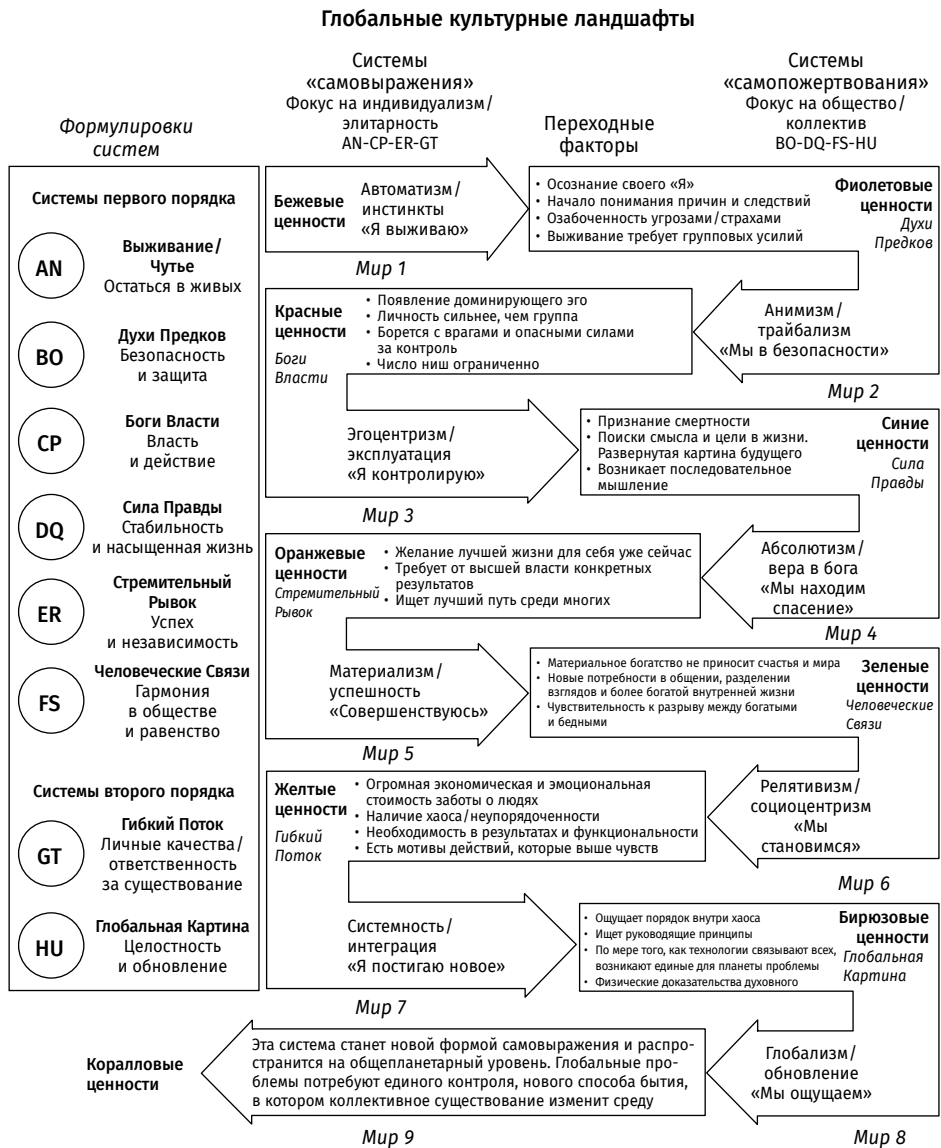 Глобальные культурные ландшафты
Формулировки
систем
Системы
«самовыражения»
Фокус на индивидуализм/
элитарность
AN-CP-ER-GT
Переходные
факторы
Системы
«самопожертвования»
Фокус на общество/
коллектив
BO-DQ-FS-HU
Системы первого порядка
AN
Выживание/
Чутье
Остаться в живых
BO
Духи Предков
Безопасность
и защита
CP
Боги Власти
Власть
и действие
DQ
Сила Правды
Стабильность
и насыщенная жизнь
ER
Стремительный
Рывок
Успех
и независимость
FS
Человеческие Связи
Гармония
в обществе
и равенство
Системы второго порядка
GT
Гибкий Поток
Личные качества/
ответственность
за существование
HU
Глобальная Картина
Целостность
и обновление
Бежевые
ценности
Автоматизм/
инстинкты
«Я выживаю»
Мир 1
• Осознание своего «Я»
• Начало понимания причин и следствий
• Озабоченность угрозами/страхами
• Выживание требует групповых усилий
Фиолетовые
ценности
Духи
Предков
Анимизм/
трайбализм
«Мы в безопасности»
Мир 2
Красные
ценности
Боги
Власти
• Появление доминирующего эго
• Личность сильнее, чем группа
• Борется с врагами и опасными силами
за контроль
• Число ниш ограниченно
Эгоцентризм/
эксплуатация
«Я контролирую»
Мир 3
• Признание смертности
• Поиски смысла и цели в жизни.
Развернутая картина будущего
• Возникает последовательное
мышление
Синие
ценности
Сила
Правды
Абсолютизм/
вера в бога
«Мы находим
спасение»
Мир 4
Оранжевые
ценности
Стремительный
Рывок
• Желание лучшей жизни для себя уже сейчас
• Требует от высшей власти конкретных
результатов
• Ищет лучший путь среди многих
Материализм/
успешность
«Совершенствуюсь»
Мир 5
• Материальное богатство не приносит счастья и мира
• Новые потребности в общении, разделении
взглядов и более богатой внутренней жизни
• Чувствительность к разрыву между богатыми
и бедными
Зеленые
ценности
Человеческие
Связи
Релятивизм/
социоцентризм
«Мы
становимся»
Мир 6
Желтые
ценности
Гибкий
Поток
• Огромная экономическая и эмоциональная
стоимость заботы о людях
• Наличие хаоса/неупорядоченности
• Необходимость в результатах и функциональности
• Есть мотивы действий, которые выше чувств
Системность/
интеграция
«Я постигаю новое»
Мир 7
• Ощущает порядок внутри хаоса
• Ищет руководящие принципы
• По мере того, как технологии связывают всех,
возникают единые для планеты проблемы
• Физические доказательства духовного
Бирюзовые
ценности
Глобальная
Картина
Глобализм/
обновление
«Мы ощущаем»
Мир 8
Коралловые
ценности
Эта система станет новой формой самовыражения и распро-
странится на общепланетарный уровень. Глобальные про-
блемы потребуют единого контроля, нового способа бытия,
в котором коллективное существование изменит среду
Мир 9